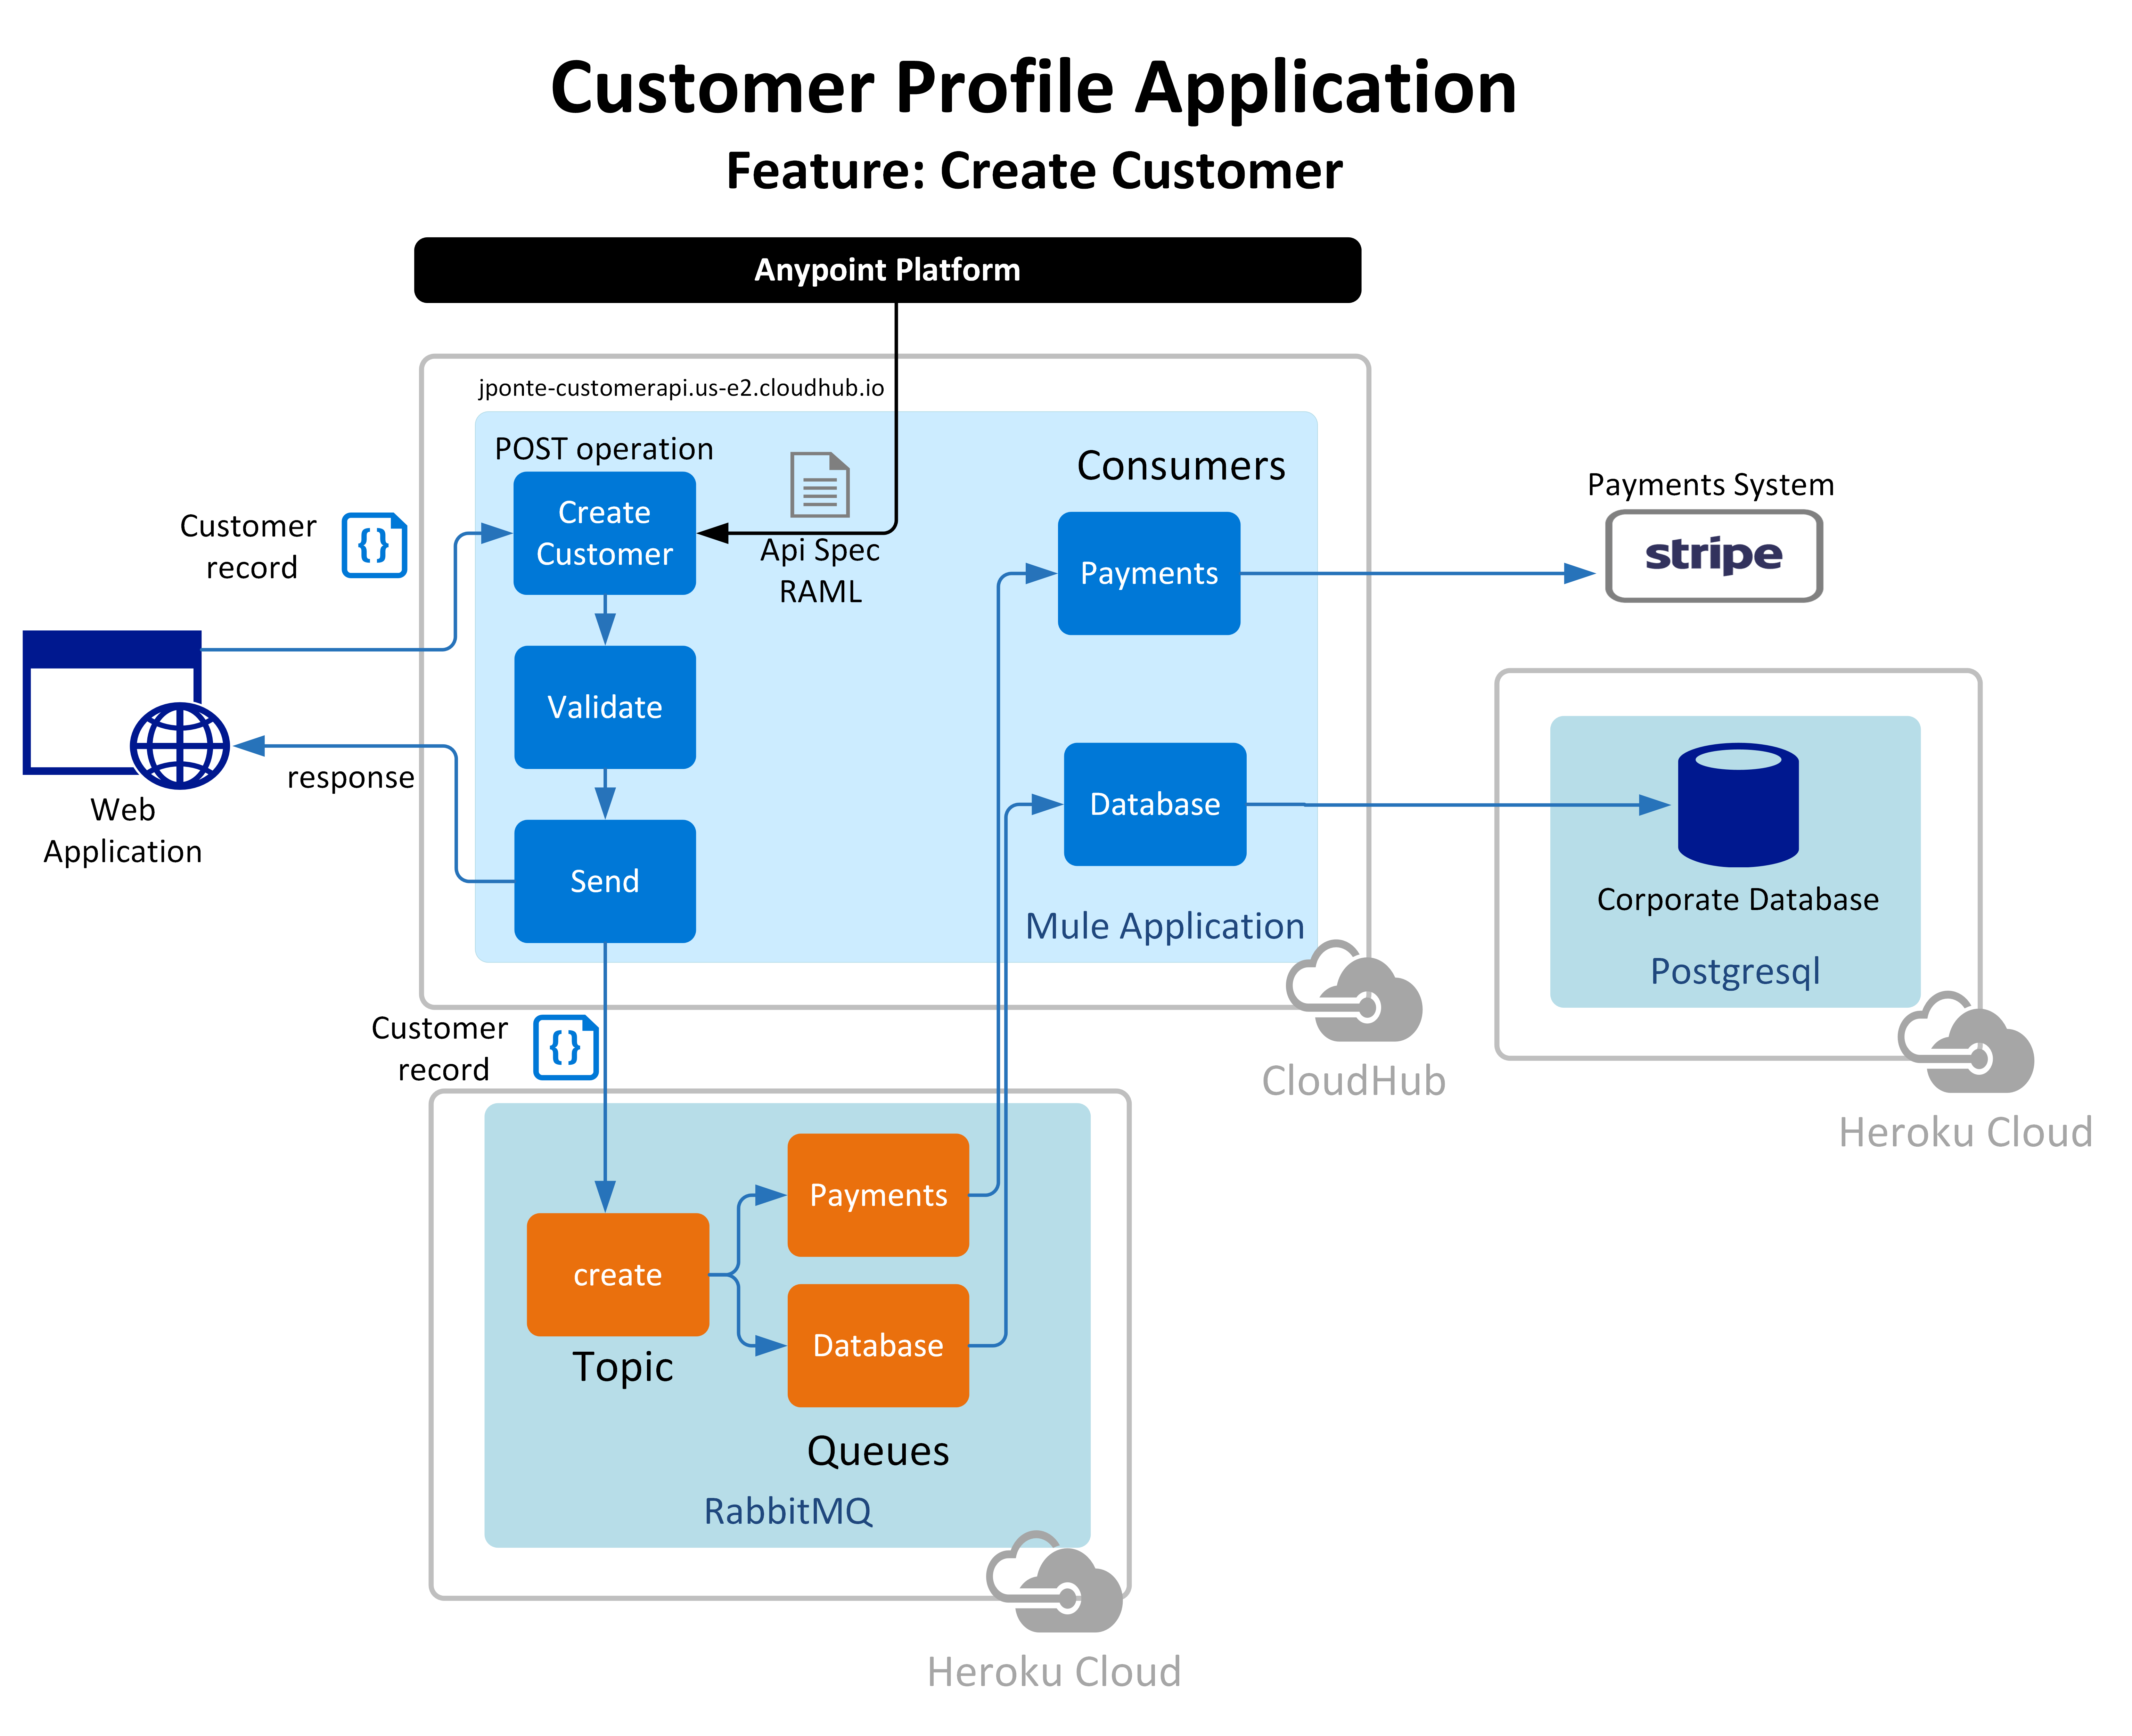 Customer Profile Application
Feature: Create Customer
Anypoint Platform
jponte-customerapi.us-e2.cloudhub.io
POST operation
Create
Customer
Api Spec
RAML
Consumers
Payments
Payments System
stripe
Customer
record
Validate
Web
Application
response
Send
Database
Mule Application
Corporate Database
Postgresql
CloudHub
Heroku Cloud
Customer
record
create
Topic
Payments
Database
Queues
RabbitMQ
Heroku Cloud